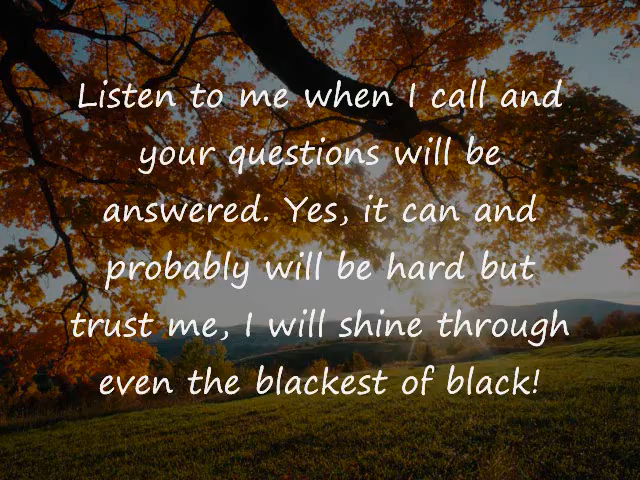 Listen to me when I call and
your questions will be
answered. Yes, it can and
probably will be hard but
trust me, I will shine through
even the blackest of black!